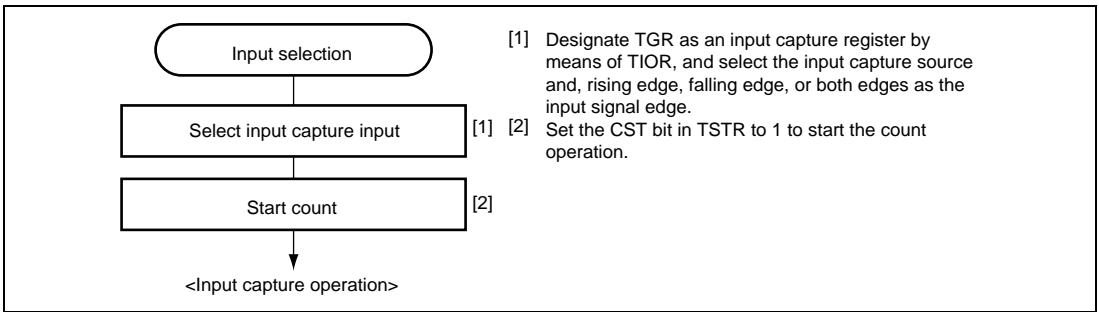 Input selection
Select input capture input
[1]
Start count
[2]
<Input capture operation>
[1] Designate TGR as an input capture register by
means of TIOR, and select the input capture source
and, rising edge, falling edge, or both edges as the
input signal edge.
[2] Set the CST bit in TSTR to 1 to start the count
operation.